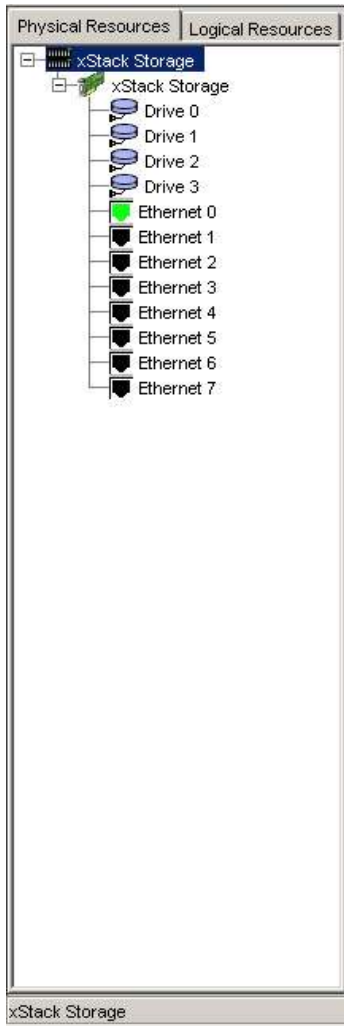 Physical Resources Logical Resources
xStack Storage
xStack Storage
Drive 0
Drive 1
Drive 2
Drive 3
Ethernet 0
Ethernet 1
Ethernet 2
Ethernet 3
Ethernet 4
Ethernet 5
Ethernet 6
Ethernet 7
xStack Storage